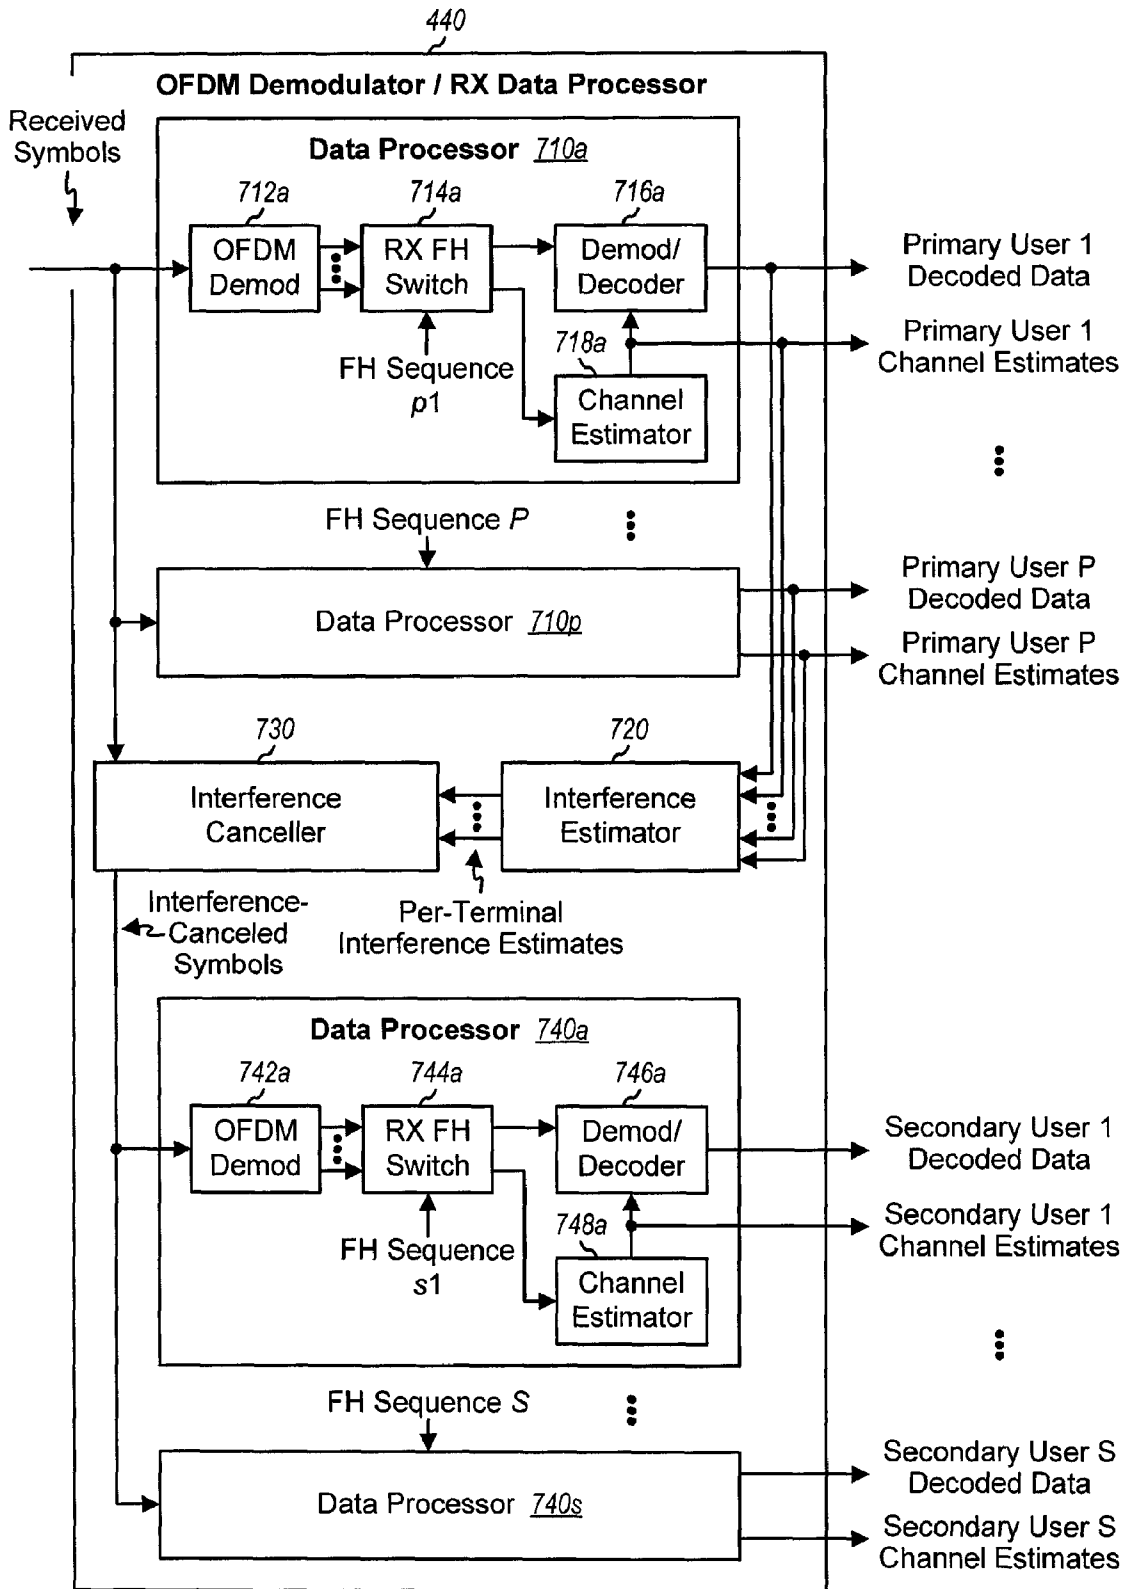 440
OFDM Demodulator / RX Data Processor
Received
Symbols
Data Processor 710a
712a
714a
716a
OFDM
Demod
RX FH
Switch
Demod/
Decoder
Primary User 1
Decoded Data
718a
Primary User 1
Channel Estimates
FH Sequence
p1
Channel
Estimator
FH Sequence P
Data Processor 710p
Primary User P
Decoded Data
Primary User P
Channel Estimates
730
720
Interference
Canceller
Interference
Estimator
Interference-
Canceled
Symbols
Per-Terminal
Interference Estimates
Data Processor 740a
742a
744a
746a
OFDM
Demod
RX FH
Switch
Demod/
Decoder
Secondary User 1
Decoded Data
748a
Secondary User 1
Channel Estimates
FH Sequence
s1
Channel
Estimator
FH Sequence S
Data Processor 740s
Secondary User S
Decoded Data
Secondary User S
Channel Estimates